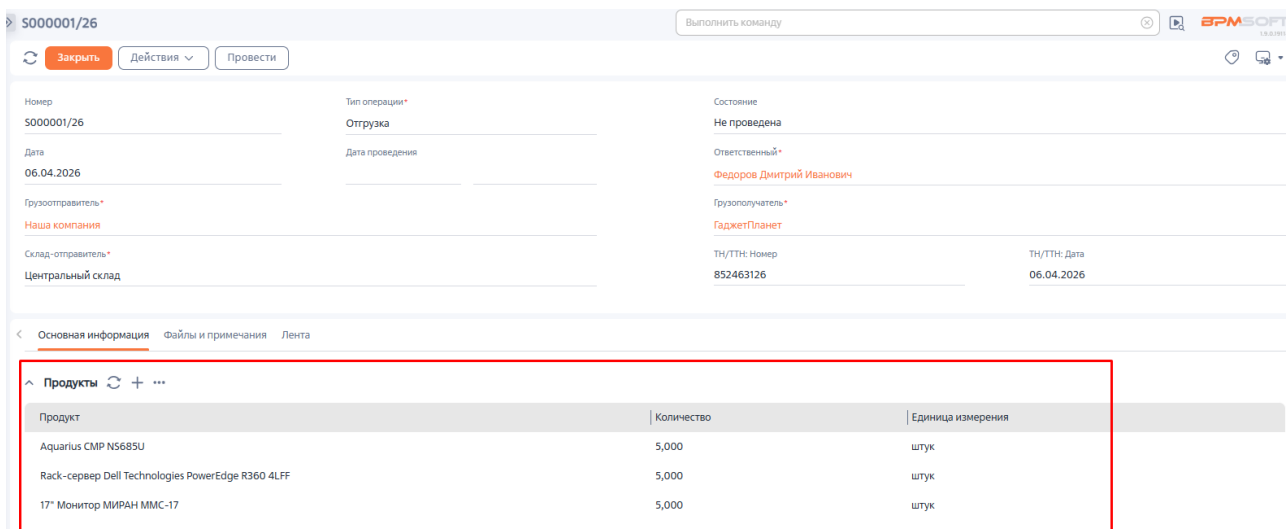 S000001/26
Выполнить команду
BPMSOFT
Закрыть
Действия
Провести
Номер
Тип операции*
Состояние
S000001/26
Отгрузка
Не проведена
Дата
Дата проведения
Ответственный*
06.04.2026
Федоров Дмитрий Иванович
Грузоотправитель*
Грузополучатель*
Наша компания
ГаджетПланет
Склад-отправитель*
ТН/ТТН: Номер
ТН/ТТН: Дата
Центральный склад
852463126
06.04.2026
Основная информация
Файлы и примечания
Лента
Продукты
Продукт
Количество
Единица измерения
Aquarius CMP NS685U
5,000
штук
Rack-сервер Dell Technologies PowerEdge R360 4LFF
5,000
штук
17" Монитор МИРАН ММС-17
5,000
штук